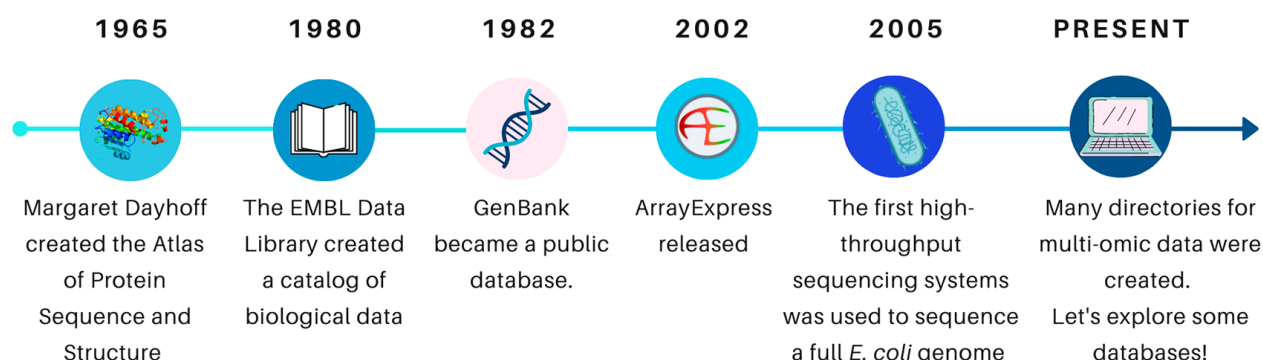 1965
Margaret Dayhoff
created the Atlas
of Protein
Sequence and
Structure
1980
The EMBL Data
Library created
a catalog of
biological data
1982
GenBank
became a public
database.
2002
AE
ArrayExpress
released
2005
The first high-
throughput
sequencing systems
was used to sequence
a full E. coli genome
PRESENT
Many directories for
multi-omic data were
created.
Let's explore some
databases!